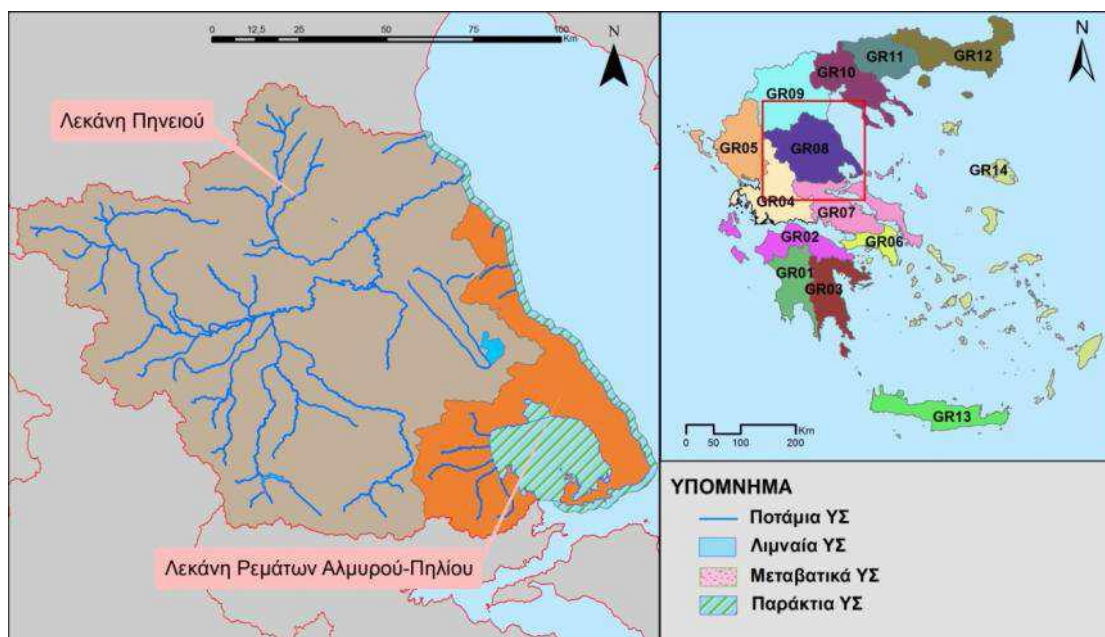 0 12,5 25 50 75 100
Km
N
Λεκάνη Πηνειού
Λεκάνη Ρεμάτων Αλμυρού-Πηλίου
N
GR12
GR11
GR10
GR09
GR05
GR08
GR14
GR04
GR07
GR02
GR06
GR01
GR03
GR13
Km
0 50 100 200
ΥΠΟΜΝΗΜΑ
Ποτάμια ΥΣ
Λιμναία ΥΣ
Μεταβατικά ΥΣ
Παράκτια ΥΣ